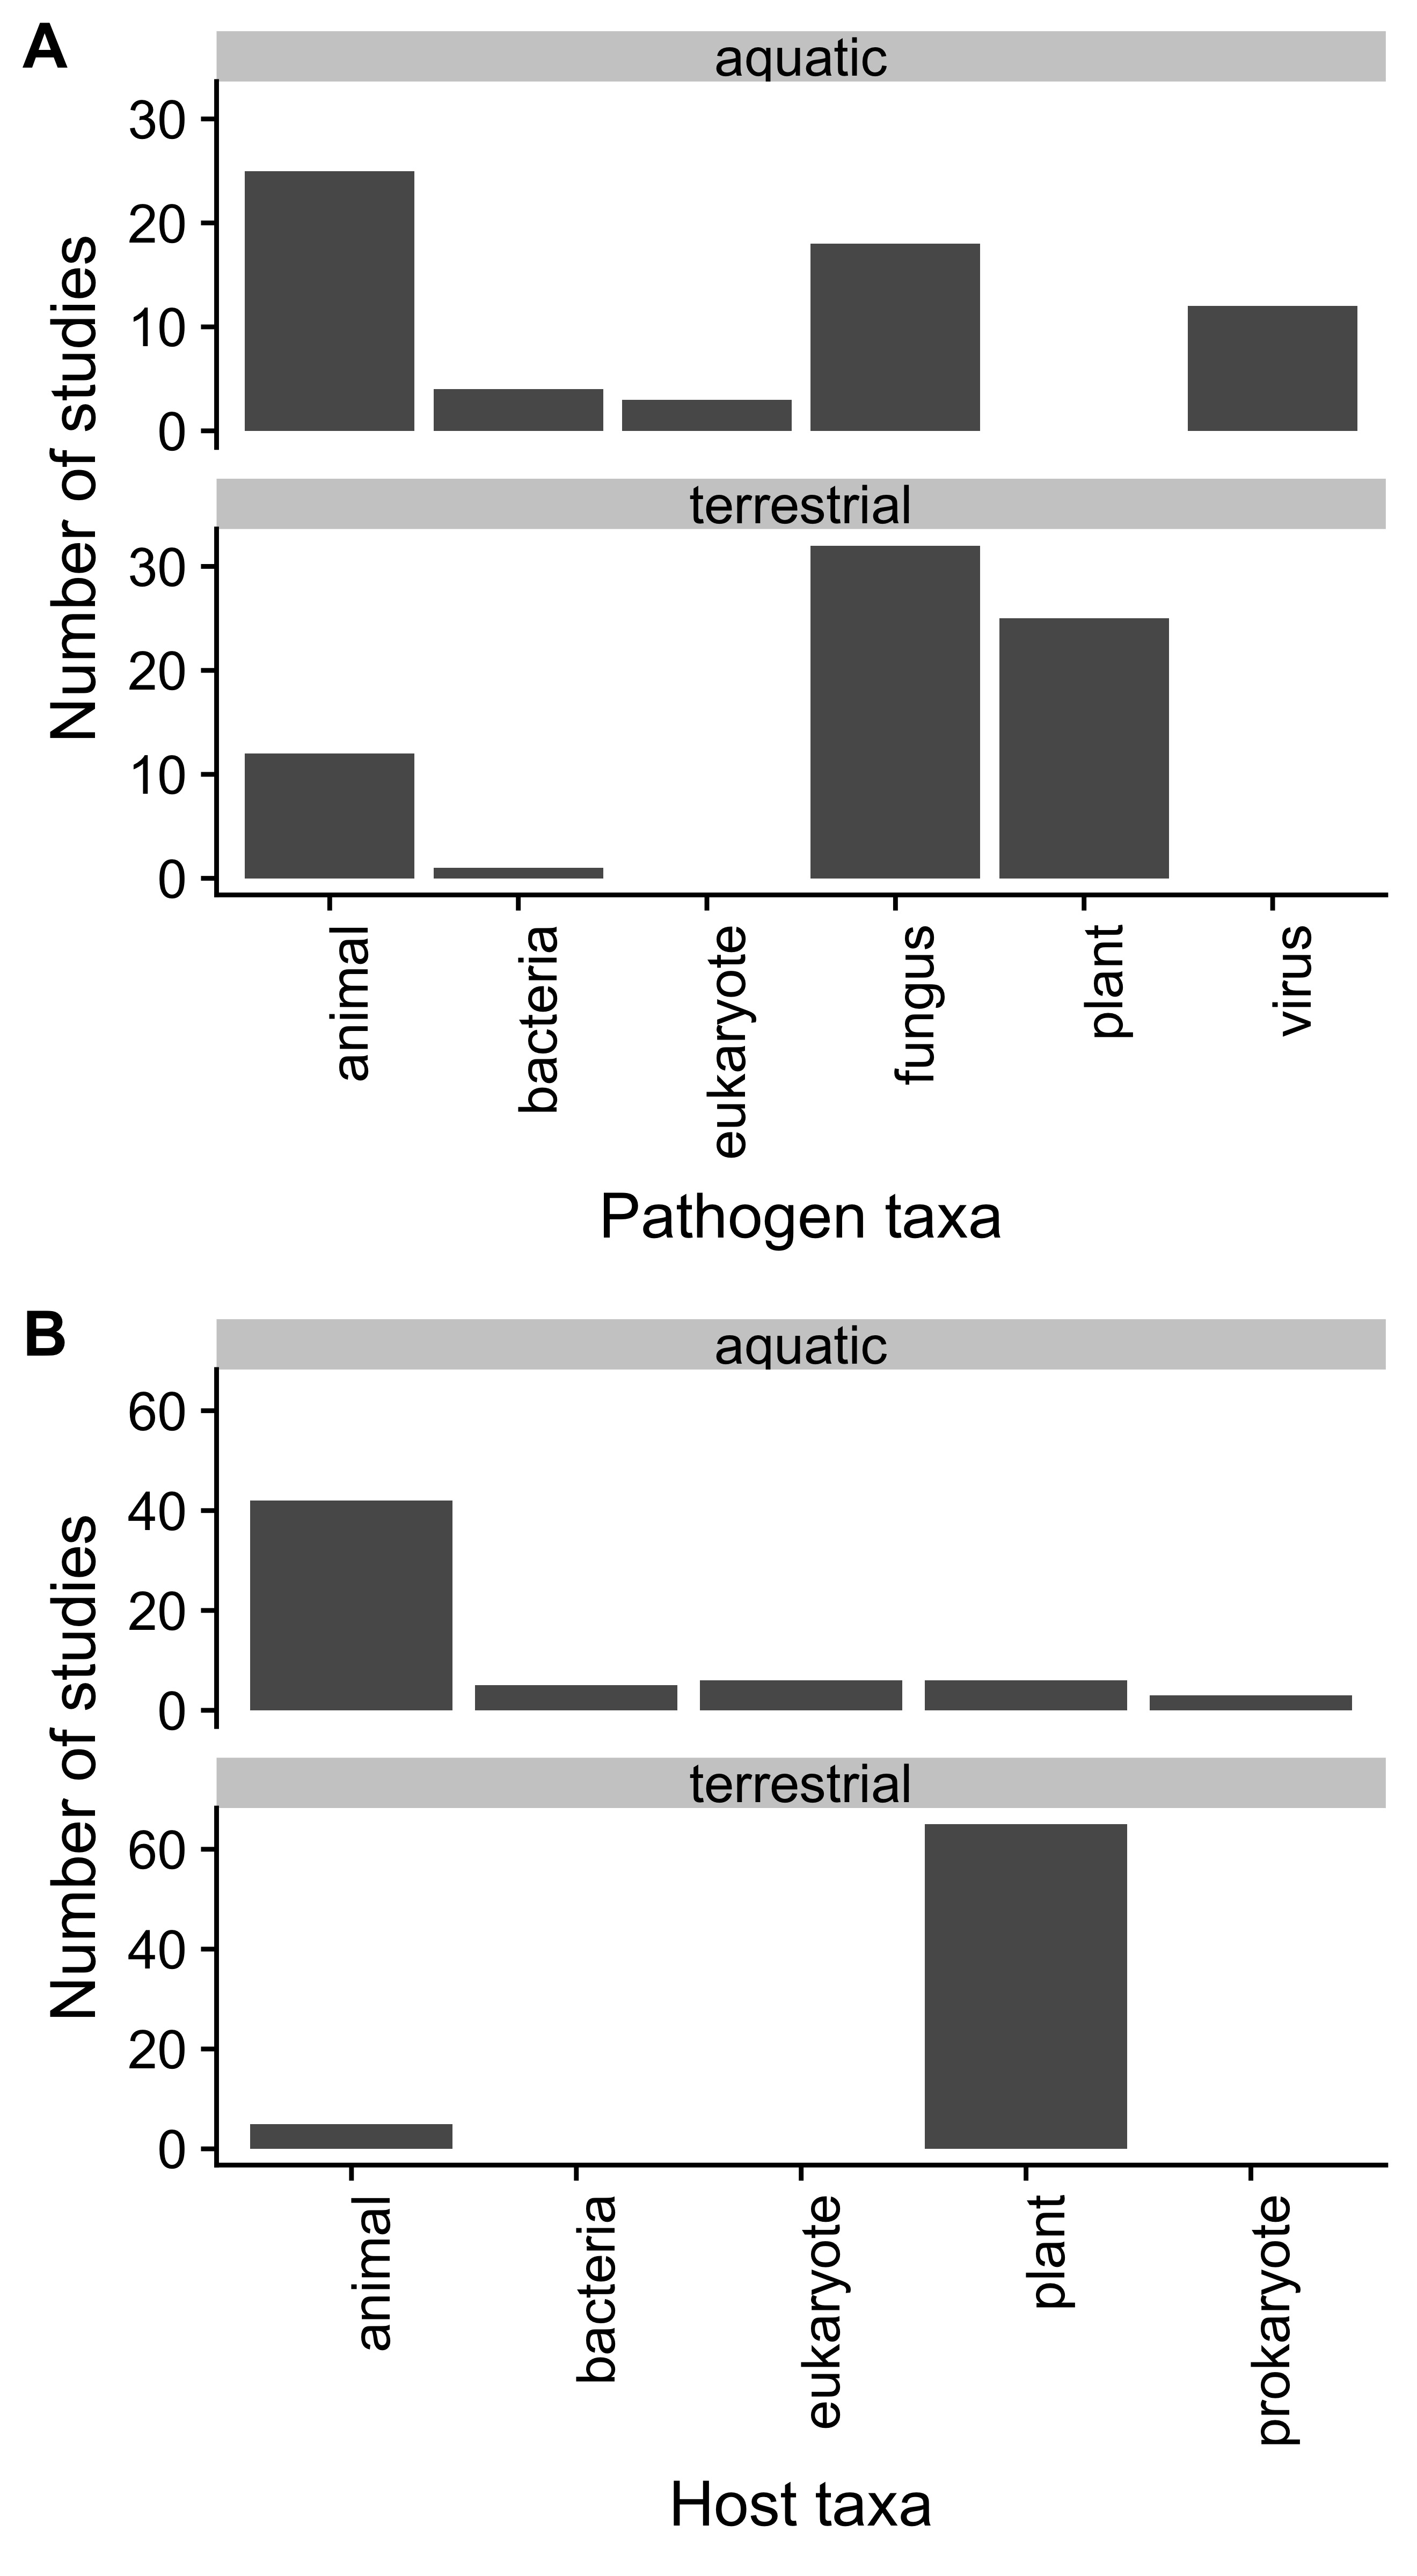 A
aquatic
30
20
10
0
terrestrial
30
20
10
0
Number of studies
animal
bacteria
eukaryote
fungus
plant
virus
Pathogen taxa
B
aquatic
60
40
20
0
terrestrial
60
40
20
0
Number of studies
animal
bacteria
eukaryote
plant
prokaryote
Host taxa